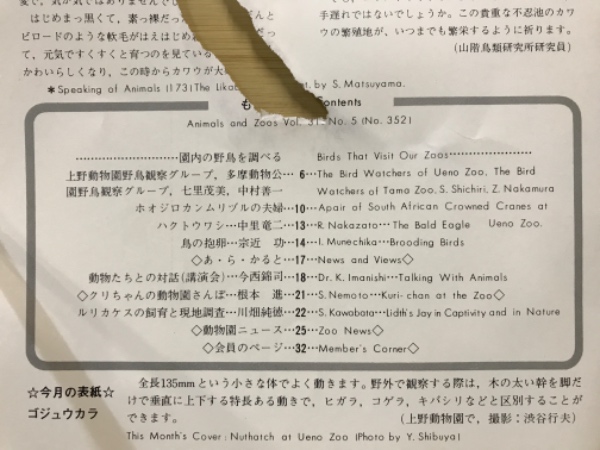 変で，気が気ではありませんでし
はじめまっ黒くて，素っ裸だっ
ビロードのような軟毛がはえはじめ
て，元気ですくすくと育つのを見ている
かわいらしくなり，この時からカワウが大
手遅れではないでしょうか。この貴重な不忍池のカワ
ウの繁殖地が，いつまでも繁栄するように祈ります。
(山階鳥類研究所研究員)
＊Speaking of Animals (173)The by S. Matsuyama.
も Contents
Animals and Zoos Vol. 31 No. 5 (No. 352)
…………………………園内の野鳥を調べる Birds That Visit Our Zoos…………………
上野動物園野鳥観察グループ，多摩動物公… 6…The Bird Watchers of Ueno Zoo, The Bird
園野鳥観察グループ，七里茂美，中村善一 Watchers of Tama Zoo, S. Shichiri, Z. Nakamura
ホオジロカンムリヅルの夫婦…10…Apair of South African Crowned Cranes at
ハクトウワシ…中里竜二…13…R. Nakazato…The Bald Eagle Ueno Zoo.
鳥の抱卵…宗近 功…14…I. Munechika…Brooding Birds
◇あ・ら・かると…17…News and Views◇
動物たちとの対話(講演会)…今西錦司…18…Dr. K. Imanishi…Talking With Animals
◇クリちゃんの動物園さんぽ…根本 進…21…S. Nemoto…Kuri-chan at the Zoo◇
ルリカケスの飼育と現地調査…川畑純徳…22…S. Kawabata…Lidth's Jay in Captivity and in Nature
◇動物園ニュース…25…Zoo News◇
◇会員のページ…32…Member's Corner◇
☆今月の表紙☆
ゴジュウカラ
全長135mmという小さな体でよく動きます。野外で観察する際は，木の太い幹を脚だ
けで垂直に上下する特長ある動きで，ヒガラ，コゲラ，キバシリなどと区別することが
できます。 (上野動物園で，撮影：渋谷行夫)
This Month's Cover : Nuthatch at Ueno Zoo (Photo by Y. Shibuya)